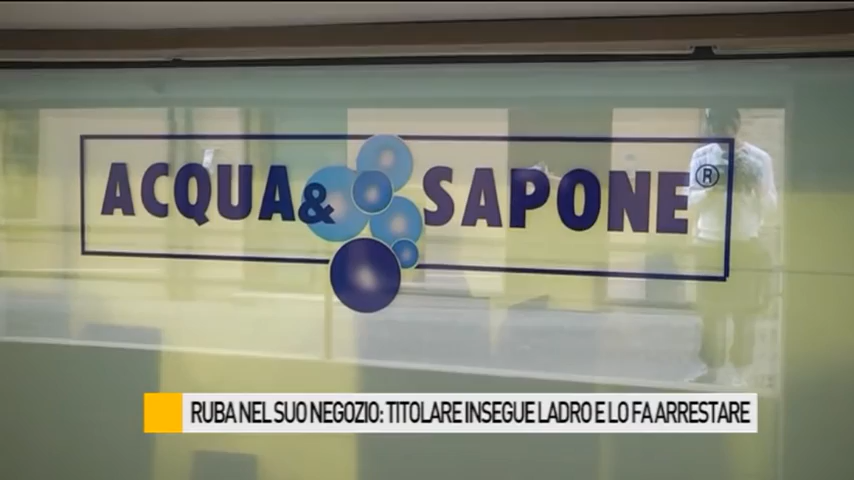 ACQUA & SAPONE®
RUBA NEL SUO NEGOZIO: TITOLARE INSEGUE LADRO E LO FA ARRESTARE